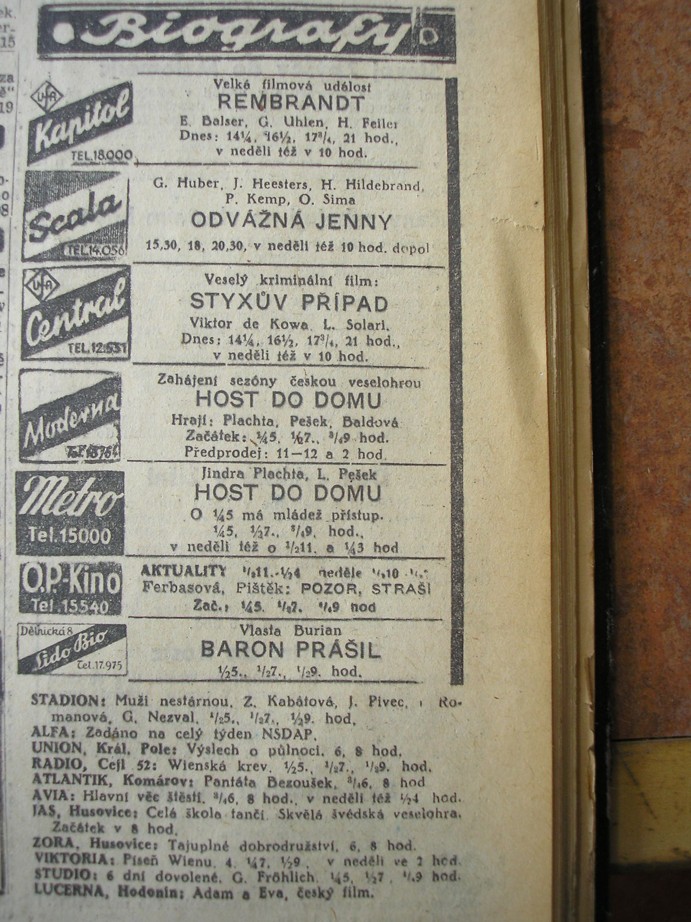 Biografy
UfA
Kapitol
TEL.18.000
Velká filmová událost
REMBRANDT
E. Balser, G. Uhlen, H. Feiler
Dnes: 14¼, 16½, 17¾, 21 hod.,
v neděli též v 10 hod.
Scala
TEL.14.056
G. Huber, J. Heesters, H. Hildebrand,
P. Kemp, O. Sima
ODVÁŽNÁ JENNY
15,30, 18, 20,30, v neděli též 10 hod. dopol
UfA
Central
TEL.12.531
Veselý kriminální film:
STYXŮV PŘÍPAD
Viktor de Kowa, L. Solari.
Dnes: 14¼, 16½, 17¾, 21 hod.,
v neděli též v 10 hod.
Moderna
Zahájení sezóny českou veselohrou
HOST DO DOMU
Hrají: Plachta, Pešek, Baldová
Začátek: ¼5, ½7., ¾9 hod.
Předprodej: 11—12 a 2 hod.
Metro
Tel.15000
Jindra Plachta, L. Pešek
HOST DO DOMU
O ¼5 má mládež přístup.
¼5, ½7., ¾9, hod.,
v neděli též o ½11. a ¼3 hod
O.P.-Kino
Tel.15540
AKTUALITY neděle
Ferbasová, Pištěk: POZOR, STRAŠÍ
Zač.: ¼5. hod
Dělnická 8
Lido Bio
Tel.17.975
Vlasta Burian
BARON PRÁŠIL
½5., ½7., ½9. hod.
STADION: Muži nestárnou, Z. Kabátová, J. Pivec, Ro-
manová, G. Nezval. ½5., ½7., ½9. hod.
ALFA: Zadáno na celý týden NSDAP.
UNION, Král. Pole: Výslech o půlnoci, 6, 8 hod.
RADIO, Cejl 52: Wienská krev. ½5., ½7., ½9. hod.
ATLANTIK, Komárov: Pantáta Bezoušek, ¾6, 8 hod
AVIA: Hlavní věc štěstí, ¾6, 8 hod., v neděli též ½4 hod.
JAS, Husovice: Celá škola tančí. Skvělá švédská veselohra.
Začátek v 8 hod.
ZORA, Husovice: Tajuplné dobrodružství, 6, 8 hod.
VIKTORIA: Píseň Wienu, 4, ¼7, ½9, v neděli ve 2 hod.
STUDIO: 6 dní dovolené, G. Fröhlich, ¼5, ½7, hod.
LUCERNA, Hodonín: Adam a Eva, český film.